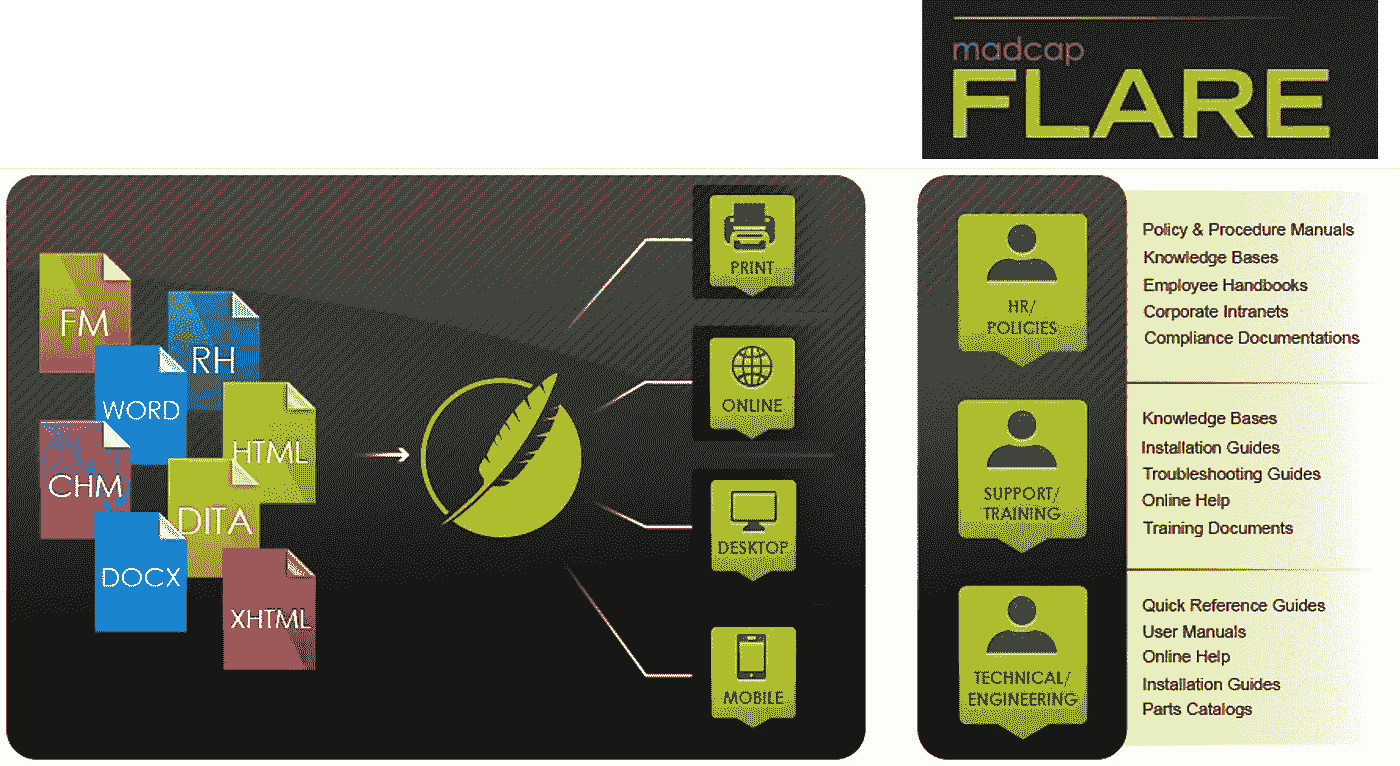 madcap
FLARE
FM
RH
WORD
HTML
CHM
DITA
DOCX
XHTML
PRINT
ONLINE
DESKTOP
MOBILE
HR/
POLICIES
Policy & Procedure Manuals
Knowledge Bases
Employee Handbooks
Corporate Intranets
Compliance Documentations
SUPPORT/
TRAINING
Knowledge Bases
Installation Guides
Troubleshooting Guides
Online Help
Training Documents
TECHNICAL/
ENGINEERING
Quick Reference Guides
User Manuals
Online Help
Installation Guides
Parts Catalogs